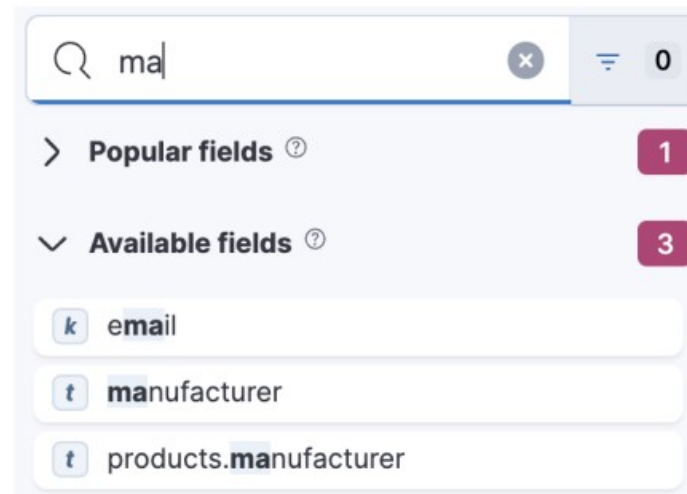 ma 0
Popular fields ? 1
Available fields ? 3
k email
t manufacturer
t products.manufacturer